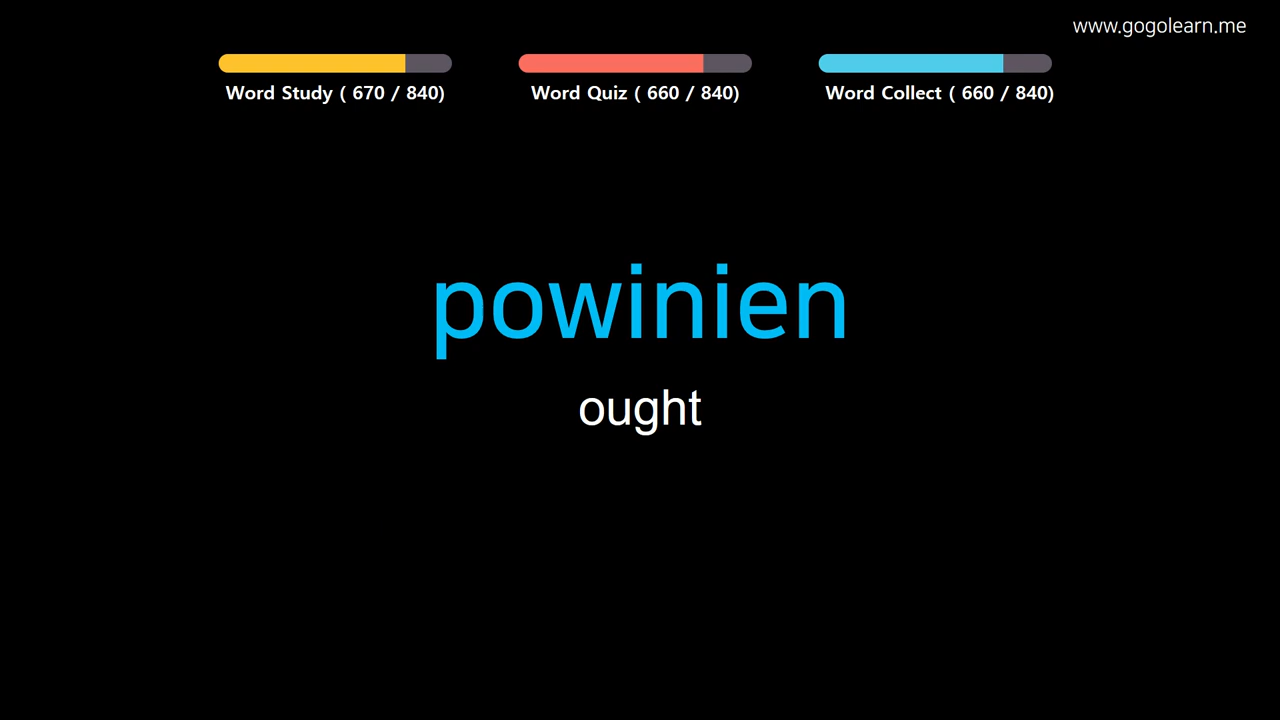 www.gogolearn.me
Word Study ( 670 / 840)
Word Quiz ( 660 / 840)
Word Collect ( 660 / 840)
powinien
ought